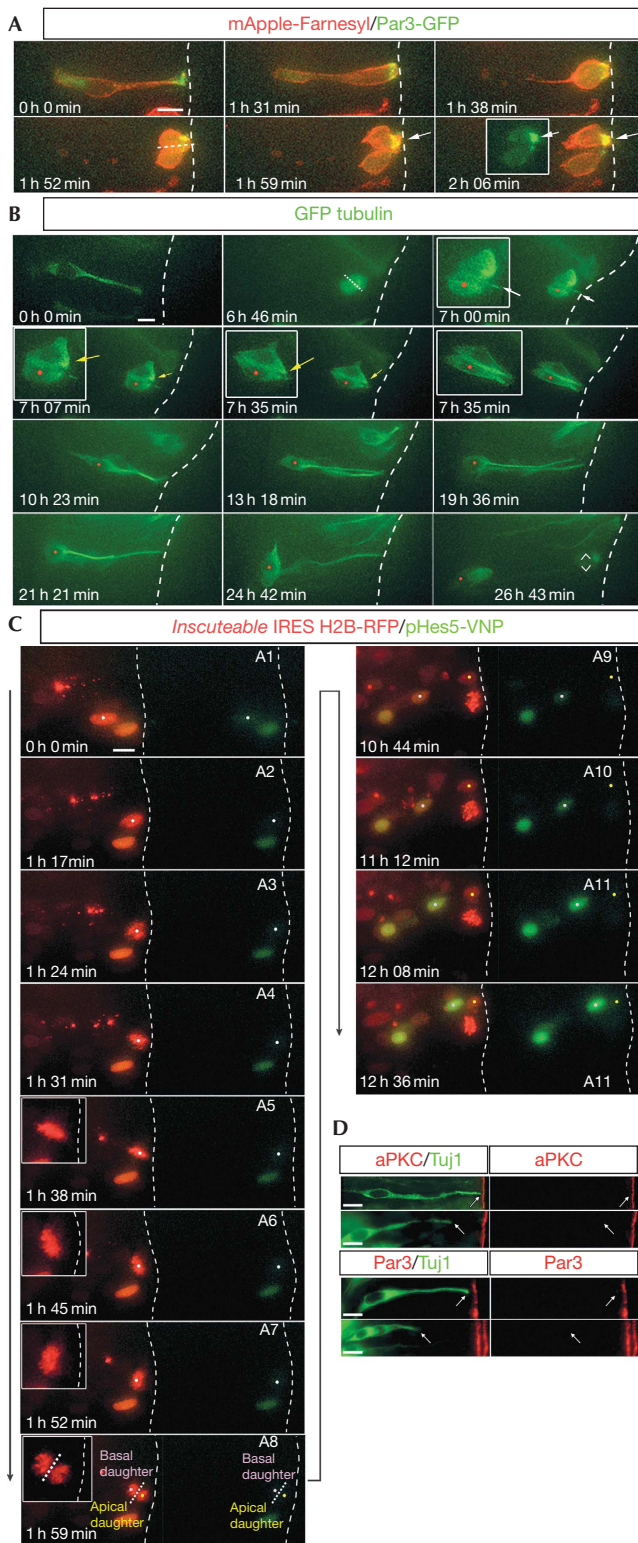 A
mApple-Farnesyl/Par3-GFP
0 h 0 min
1 h 31 min
1 h 38 min
1 h 52 min
1 h 59 min
2 h 06 min
B
GFP tubulin
0 h 0 min
6 h 46 min
7 h 00 min
7 h 07 min
7 h 35 min
7 h 35 min
10 h 23 min
13 h 18 min
19 h 36 min
21 h 21 min
24 h 42 min
26 h 43 min
C
Inscuteable IRES H2B-RFP/pHes5-VNP
A1
0 h 0 min
A2
1 h 17min
A3
1 h 24 min
A4
1 h 31 min
A5
1 h 38 min
A6
1 h 45 min
A7
1 h 52 min
A8
Basal daughter
Basal daughter
Apical daughter
Apical daughter
1 h 59 min
A9
10 h 44 min
A10
11 h 12 min
A11
12 h 08 min
12 h 36 min
A11
D
aPKC/Tuj1
aPKC
Par3/Tuj1
Par3